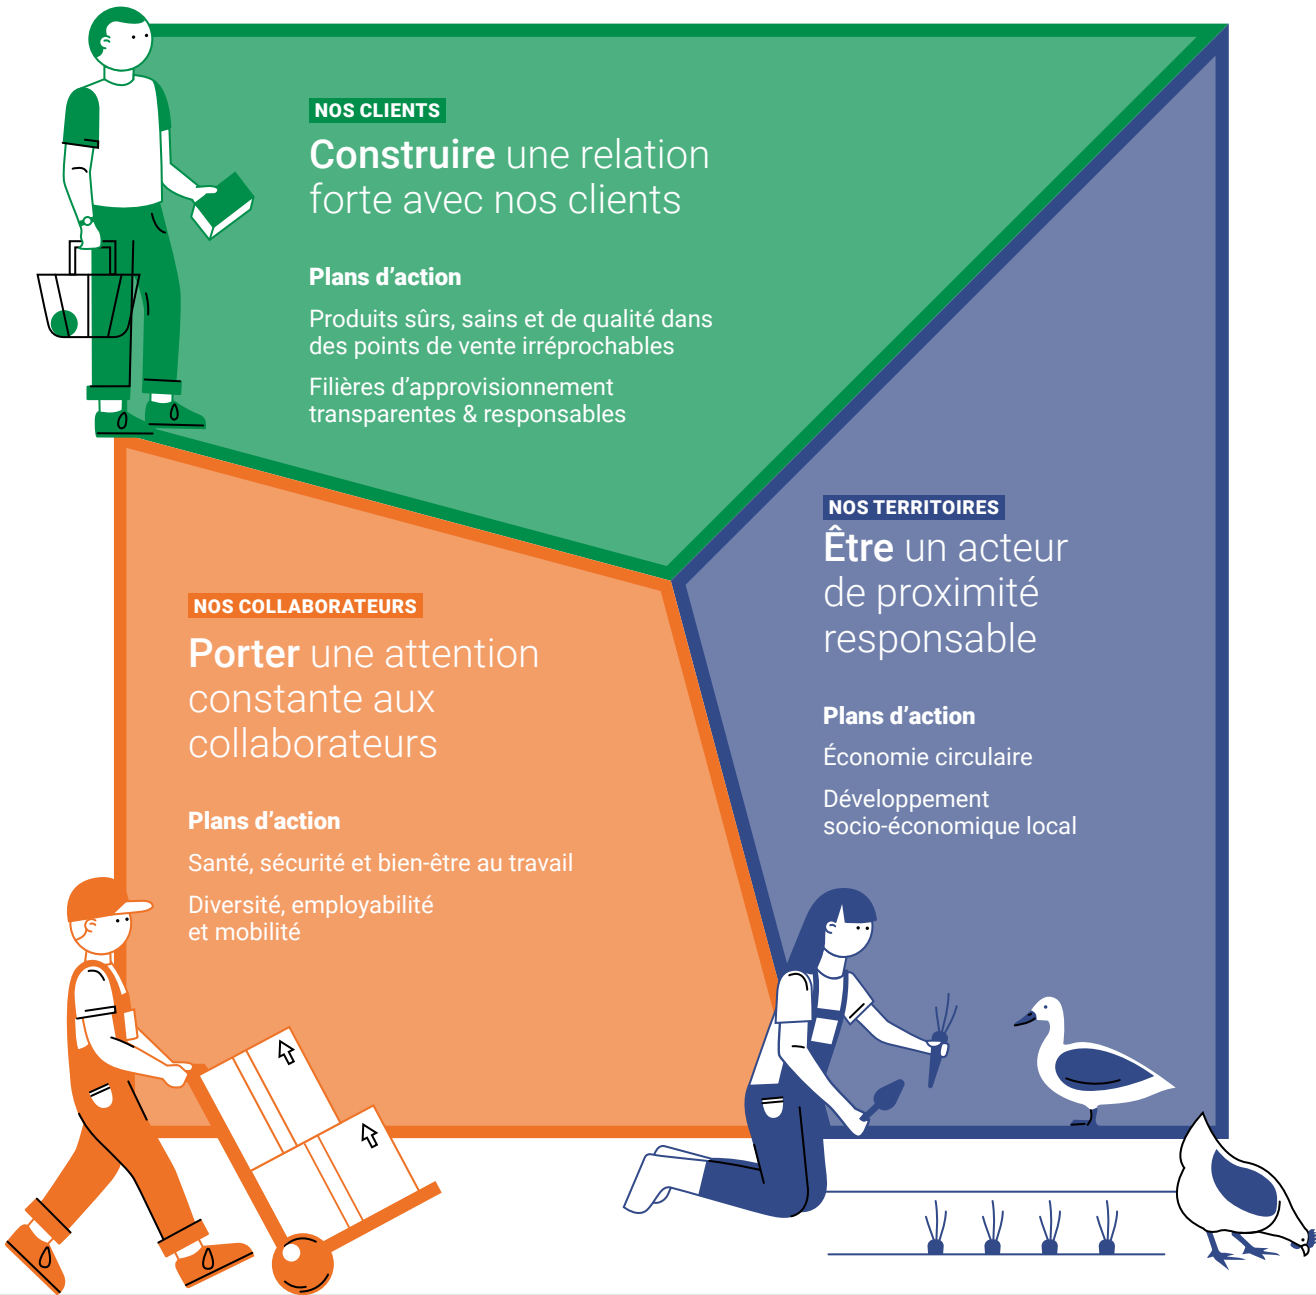 NOS CLIENTS
Construire une relation
forte avec nos clients
Plans d’action
Produits sûrs, sains et de qualité dans
des points de vente irréprochables
Filières d’approvisionnement
transparentes & responsables
NOS COLLABORATEURS
Porter une attention
constante aux
collaborateurs
Plans d’action
Santé, sécurité et bien-être au travail
Diversité, employabilité
et mobilité
NOS TERRITOIRES
Être un acteur
de proximité
responsable
Plans d’action
Économie circulaire
Développement
socio-économique local